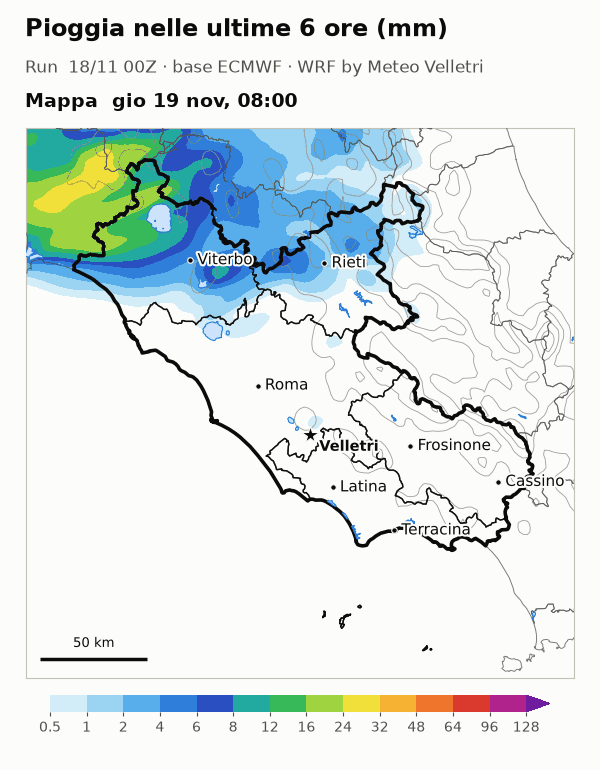 Pioggia nelle ultime 6 ore (mm)
Run  18/11 00Z · base ECMWF · WRF by Meteo Velletri
Mappa  gio 19 nov, 08:00
Viterbo
Rieti
Roma
Velletri
Frosinone
Latina
Cassino
Terracina
50 km
0.5 1 2 4 6 8 12 16 24 32 48 64 96 128